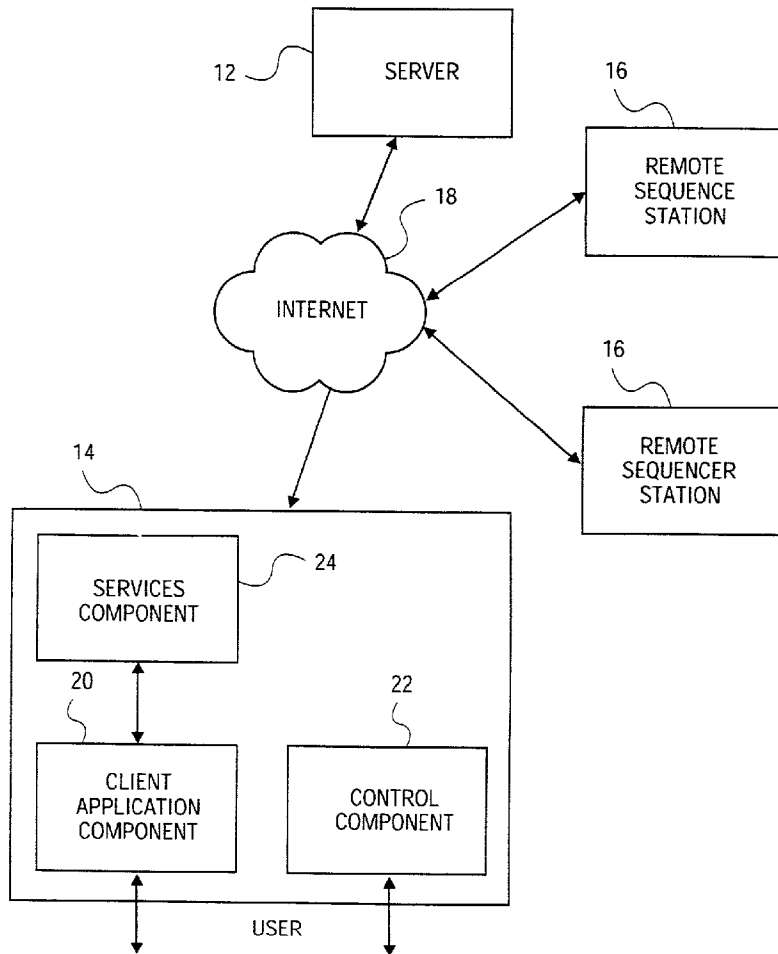 12
SERVER
16
REMOTE
SEQUENCE
STATION
18
INTERNET
16
REMOTE
SEQUENCER
STATION
14
SERVICES
COMPONENT
24
20
CLIENT
APPLICATION
COMPONENT
22
CONTROL
COMPONENT
USER